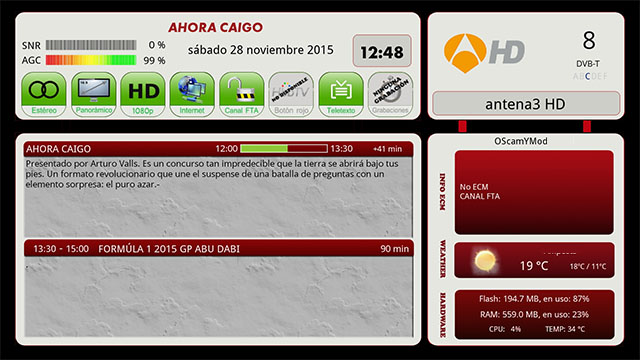 AHORA CAIGO
SNR 0 %
AGC 99 %
sábado 28 noviembre 2015
12:48
Estéreo
Panorámico
HD
1080p
Internet
Canal FTA
NO DISPONIBLE
Botón rojo
Teletexto
NINGUNA GRABACIÓN
Grabaciones
A HD
8
DVB-T
ABCDEF
antena3 HD
AHORA CAIGO 12:00 13:30 +41 min
Presentado por Arturo Valls. Es un concurso tan impredecible que la tierra se abrirá bajo tus
pies. Un formato revolucionario que une el suspense de una batalla de preguntas con un
elemento sorpresa: el puro azar.-
13:30 - 15:00 FORMÚLA 1 2015 GP ABU DABI 90 min
OScamYMod
INFO ECM
No ECM
CANAL FTA
WEATHER
19 °C 18°C / 11°C
HARDWARE
Flash: 194.7 MB, en uso: 87%
RAM: 559.0 MB, en uso: 23%
CPU: 4% TEMP: 34 °C